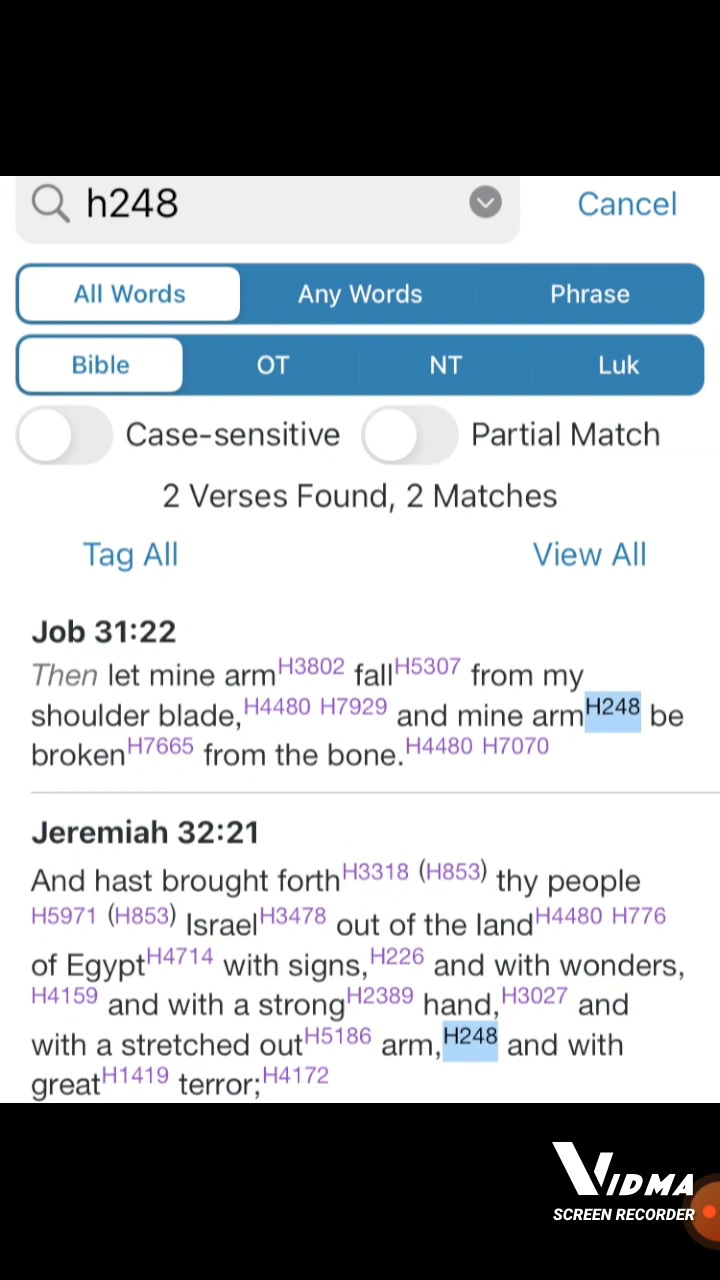 h248
Cancel
All Words Any Words Phrase
Bible OT NT Luk
Case-sensitive Partial Match
2 Verses Found, 2 Matches
Tag All View All
Job 31:22
Then let mine armH3802 fallH5307 from my
shoulder blade,H4480 H7929 and mine armH248 be
brokenH7665 from the bone.H4480 H7070
Jeremiah 32:21
And hast brought forthH3318 (H853) thy people
H5971 (H853) IsraelH3478 out of the landH4480 H776
of EgyptH4714 with signs,H226 and with wonders,
H4159 and with a strongH2389 hand,H3027 and
with a stretched outH5186 arm,H248 and with
greatH1419 terror;H4172
VIDMA
SCREEN RECORDER